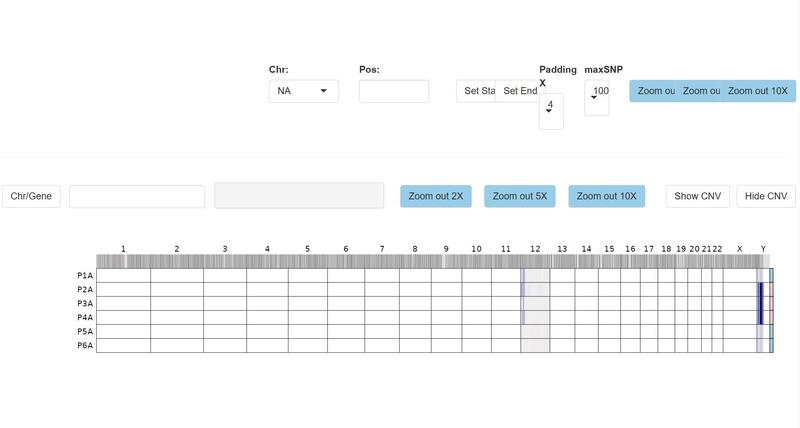 Chr: Pos: Padding X maxSNP
NA Set Sta Set End 4 100 Zoom ou Zoom ou Zoom out 10X
Chr/Gene Zoom out 2X Zoom out 5X Zoom out 10X Show CNV Hide CNV
1 2 3 4 5 6 7 8 9 10 11 12 13 14 15 16 17 18 19 20 21 22 X Y
P1A
P2A
P3A
P4A
P5A
P6A